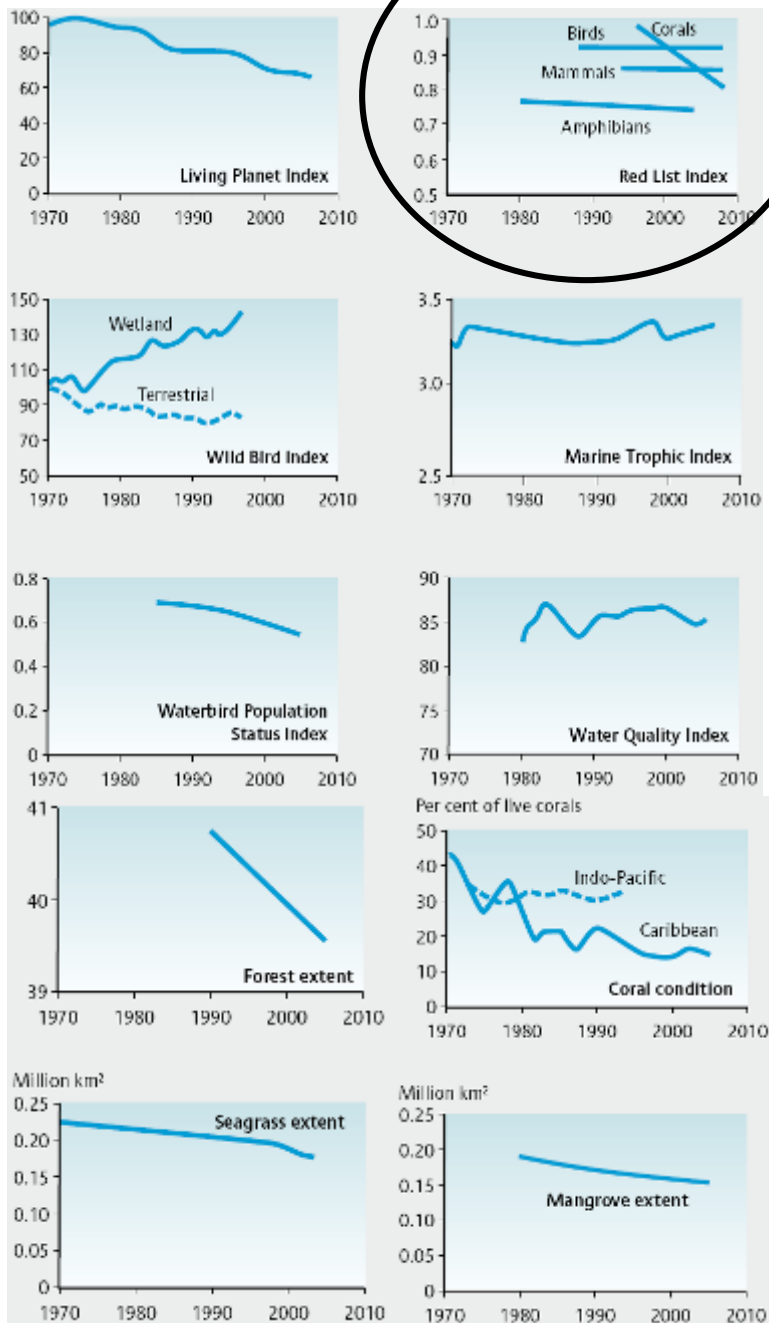 100
80
60
40
20
0
Living Planet Index
1970 1980 1990 2000 2010
1.0
0.9
0.8
0.7
0.6
0.5
Birds
Corals
Mammals
Amphibians
Red List Index
1970 1980 1990 2000 2010
150
130
110
90
70
50
Wetland
Terrestrial
Wild Bird Index
1970 1980 1990 2000 2010
3.5
3.0
2.5
Marine Trophic Index
1970 1980 1990 2000 2010
0.8
0.6
0.4
0.2
0
Waterbird Population
Status Index
1970 1980 1990 2000 2010
90
85
80
75
70
Water Quality Index
1970 1980 1990 2000 2010
41
40
39
Forest extent
1970 1980 1990 2000 2010
Per cent of live corals
50
40
30
20
10
0
Indo-Pacific
Caribbean
Coral condition
1970 1980 1990 2000 2010
Million km²
0.25
0.20
0.15
0.10
0.05
0
Seagrass extent
1970 1980 1990 2000 2010
Million km²
0.25
0.20
0.15
0.10
0.05
0
Mangrove extent
1970 1980 1990 2000 2010